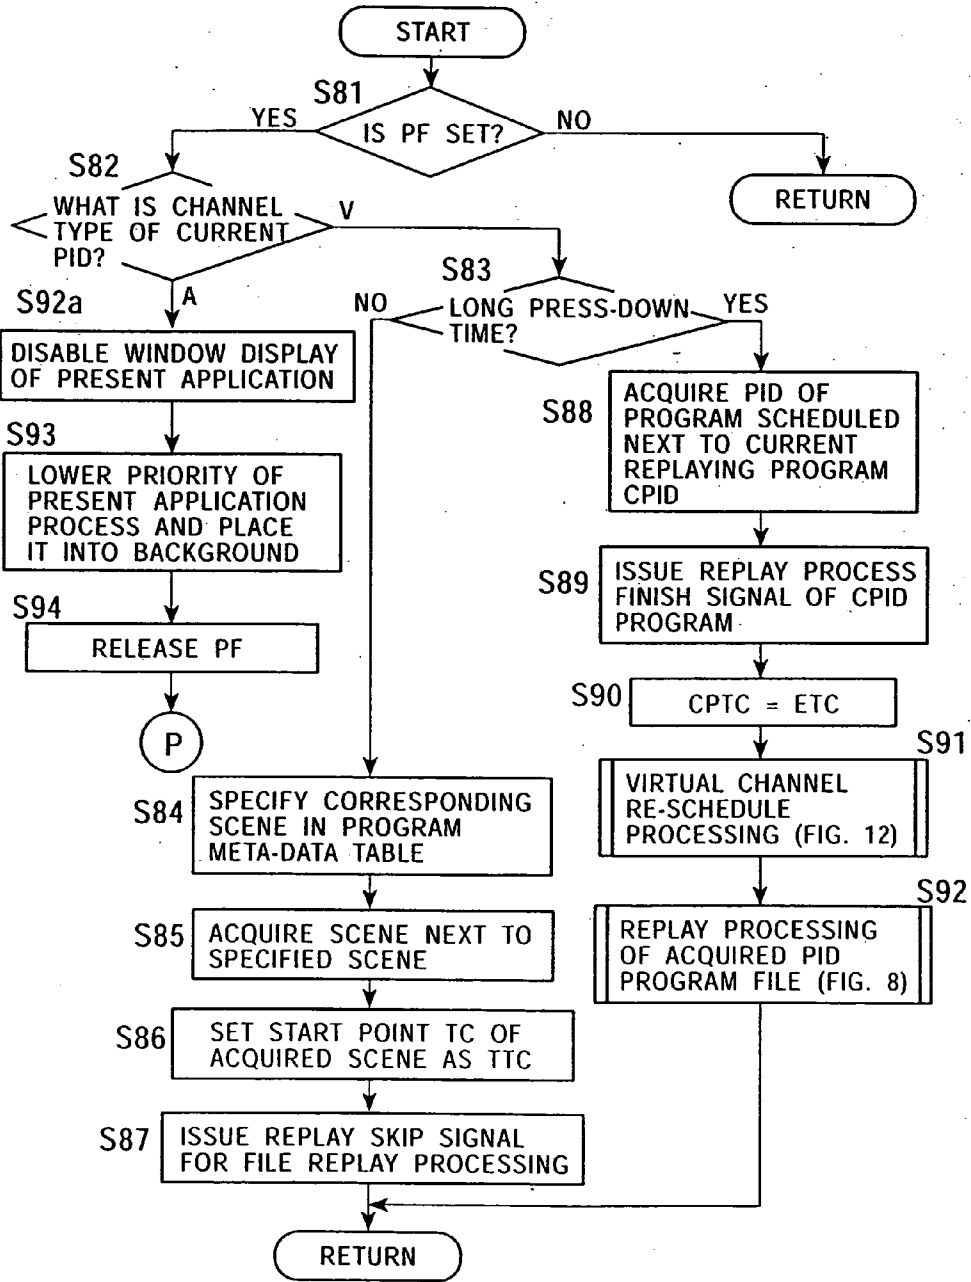 START
S81
YES
IS PF SET?
NO
RETURN
S82
WHAT IS CHANNEL
TYPE OF CURRENT
PID?
V
A
S83
NO
LONG PRESS-DOWN
TIME?
YES
S92a
DISABLE WINDOW DISPLAY
OF PRESENT APPLICATION
S93
LOWER PRIORITY OF
PRESENT APPLICATION
PROCESS AND PLACE
IT INTO BACKGROUND
S94
RELEASE PF
P
S88
ACQUIRE PID OF
PROGRAM SCHEDULED
NEXT TO CURRENT
REPLAYING PROGRAM
CPID
S89
ISSUE REPLAY PROCESS
FINISH SIGNAL OF CPID
PROGRAM
S90
CPTC = ETC
S91
VIRTUAL CHANNEL
RE-SCHEDULE
PROCESSING (FIG. 12)
S92
REPLAY PROCESSING
OF ACQUIRED PID
PROGRAM FILE (FIG. 8)
S84
SPECIFY CORRESPONDING
SCENE IN PROGRAM
META-DATA TABLE
S85
ACQUIRE SCENE NEXT TO
SPECIFIED SCENE
S86
SET START POINT TC OF
ACQUIRED SCENE AS TTC
S87
ISSUE REPLAY SKIP SIGNAL
FOR FILE REPLAY PROCESSING
RETURN